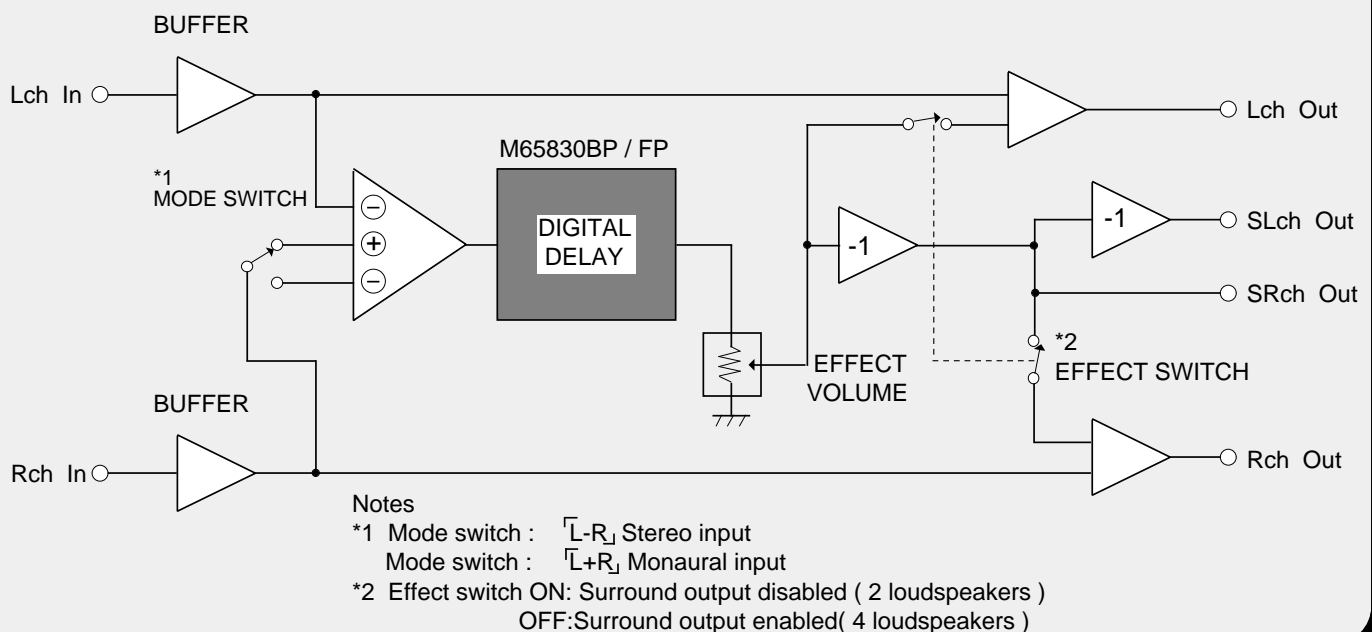 BUFFER
Lch In
Lch Out
M65830BP / FP
*1
MODE SWITCH
−
+
−
DIGITAL
DELAY
-1
-1
SLch Out
SRch Out
*2
EFFECT SWITCH
EFFECT
VOLUME
BUFFER
Rch In
Rch Out
Notes
*1 Mode switch : 「L-R」 Stereo input
Mode switch : 「L+R」 Monaural input
*2 Effect switch ON: Surround output disabled ( 2 loudspeakers )
OFF:Surround output enabled( 4 loudspeakers )